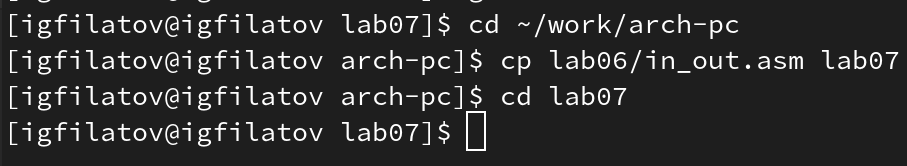 [igfilatov@igfilatov lab07]$ cd ~/work/arch-pc
[igfilatov@igfilatov arch-pc]$ cp lab06/in_out.asm lab07
[igfilatov@igfilatov arch-pc]$ cd lab07
[igfilatov@igfilatov lab07]$